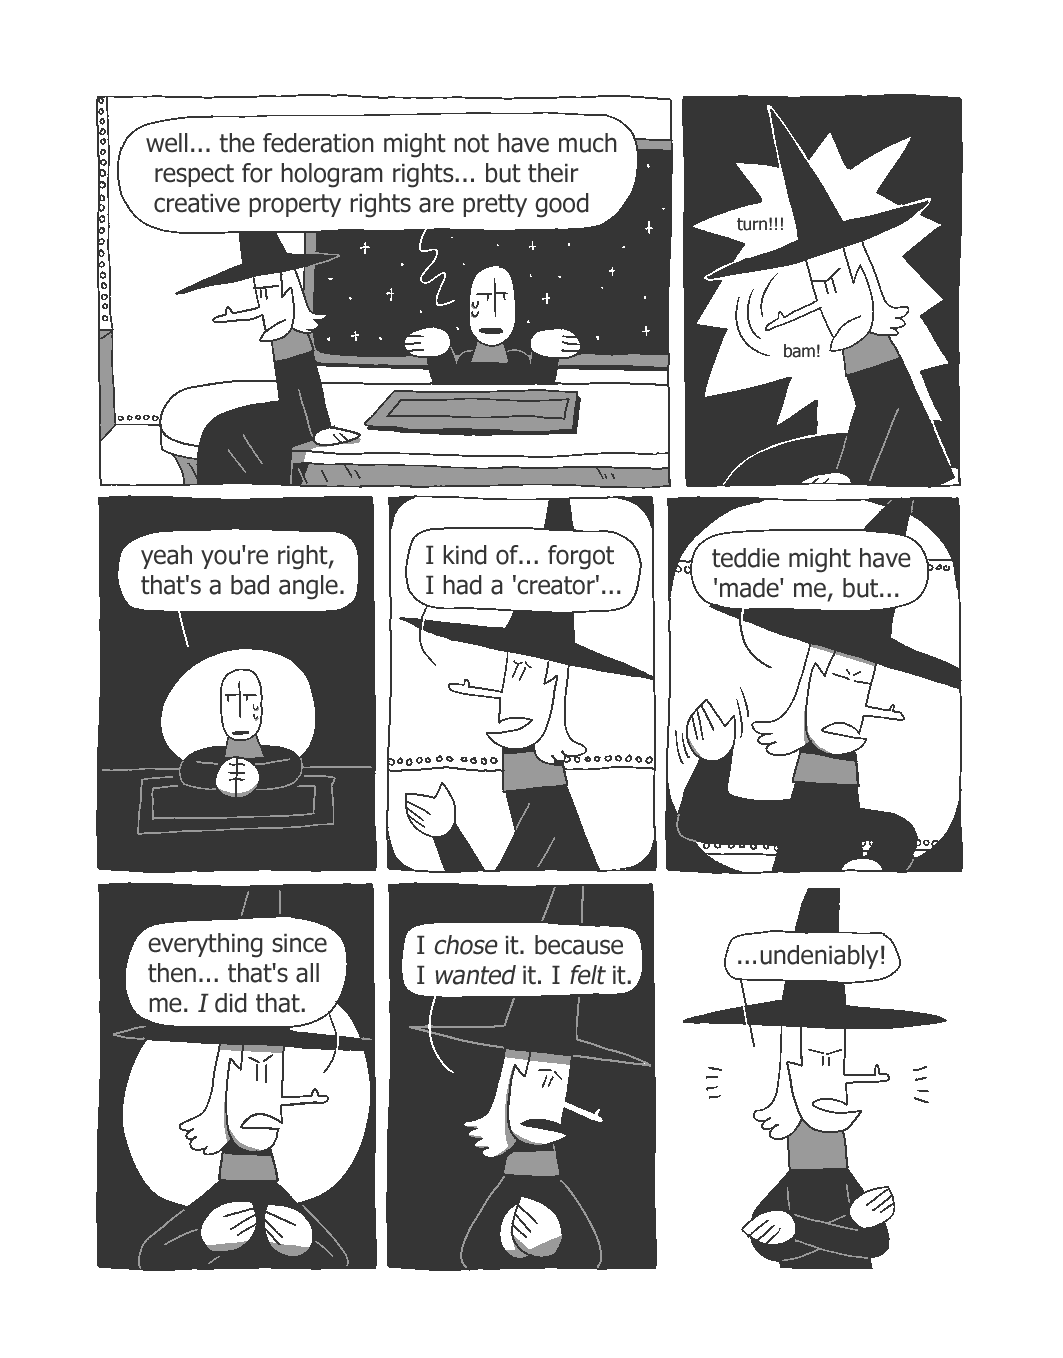 well... the federation might not have much
respect for hologram rights... but their
creative property rights are pretty good
turn!!!
bam!
yeah you're right,
that's a bad angle.
I kind of... forgot
I had a 'creator'...
teddie might have
'made' me, but...
everything since
then... that's all
me. I did that.
I chose it. because
I wanted it. I felt it.
...undeniably!